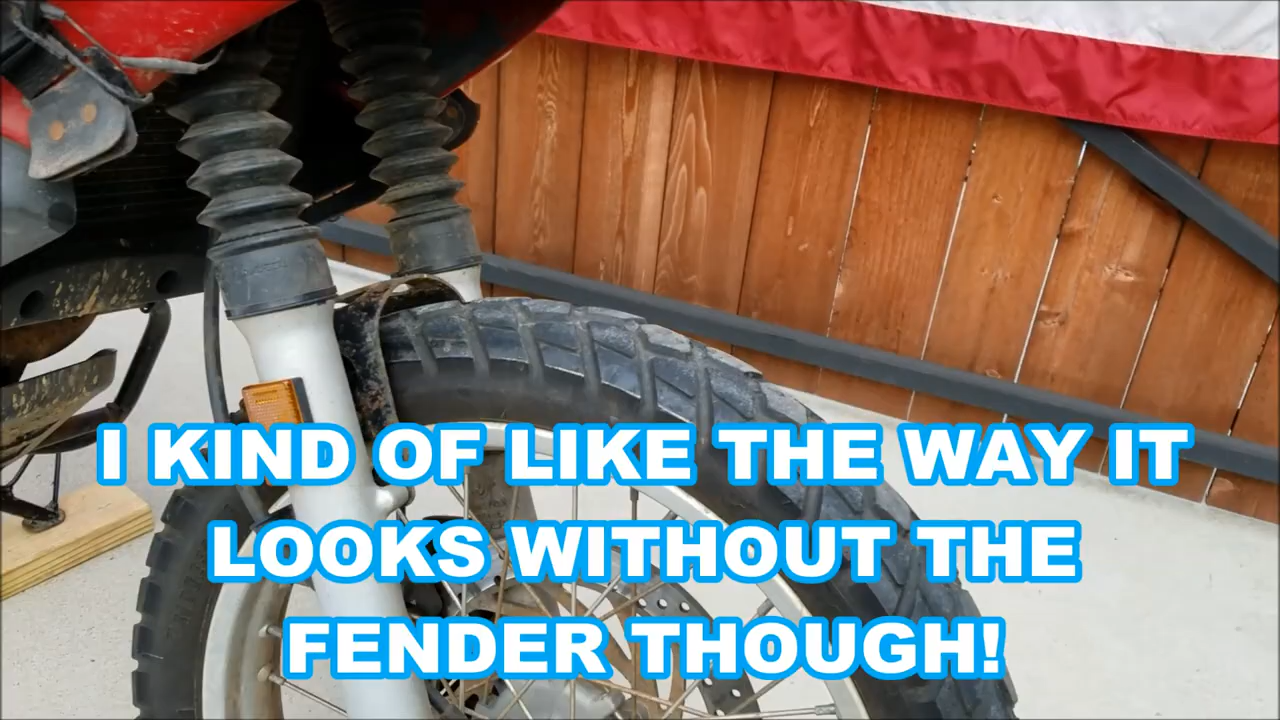 I KIND OF LIKE THE WAY IT
LOOKS WITHOUT THE
FENDER THOUGH!